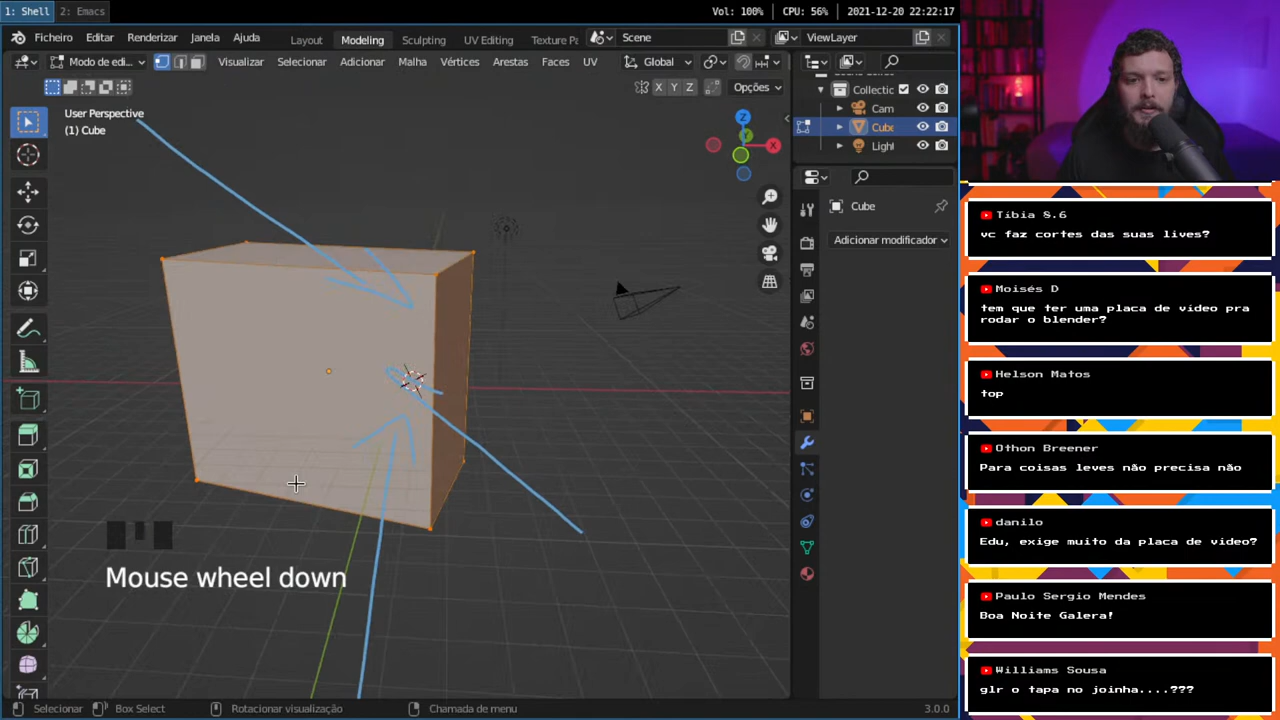 1: Shell
2: Emacs
Vol: 100%
CPU: 56%
2021-12-20 22:22:17
Ficheiro
Editar
Renderizar
Janela
Ajuda
Layout
Modeling
Sculpting
UV Editing
Texture Pa
Scene
ViewLayer
Modo de edi...
Visualizar
Selecionar
Adicionar
Malha
Vértices
Arestas
Faces
UV
Global
X Y Z
Opções
User Perspective
(1) Cube
Z
Y
X
Collectic
Cam
Cube
Light
Cube
Adicionar modificador
Mouse wheel down
Selecionar
Box Select
Rotacionar visualização
Chamada de menu
3.0.0
Tibia 8.6
vc faz cortes das suas lives?
Moisés D
tem que ter uma placa de video pra
rodar o blender?
Helson Matos
top
Othon Breener
Para coisas leves não precisa não
danilo
Edu, exige muito da placa de video?
Paulo Sergio Mendes
Boa Noite Galera!
Williams Sousa
glr o tapa no joinha....???